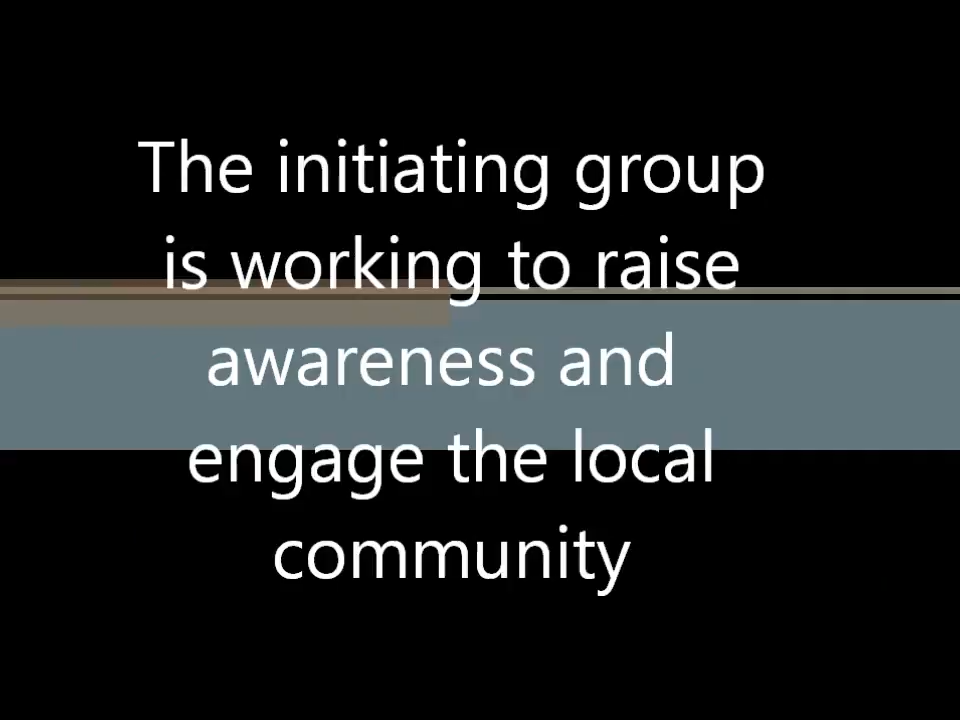 The initiating group
is working to raise
awareness and
engage the local
community